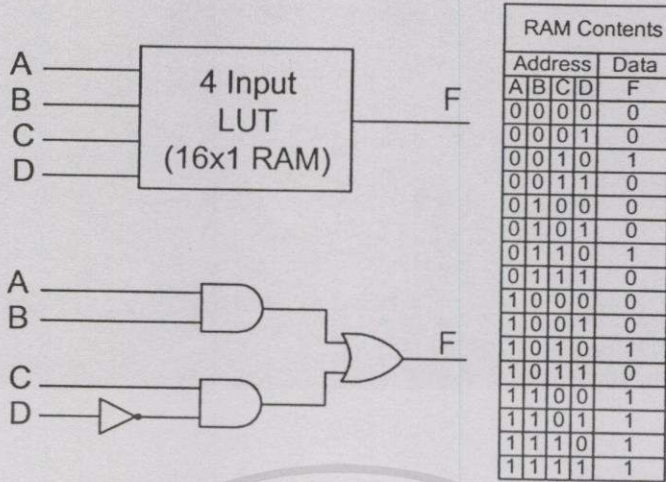 A
B
C
D
4 Input
LUT
(16x1 RAM)
F
A
B
C
D
F
RAM Contents
Address Data
A B C D F
0 0 0 0 0
0 0 0 1 0
0 0 1 0 1
0 0 1 1 0
0 1 0 0 0
0 1 0 1 0
0 1 1 0 1
0 1 1 1 0
1 0 0 0 0
1 0 0 1 0
1 0 1 0 1
1 0 1 1 0
1 1 0 0 1
1 1 0 1 1
1 1 1 0 1
1 1 1 1 1